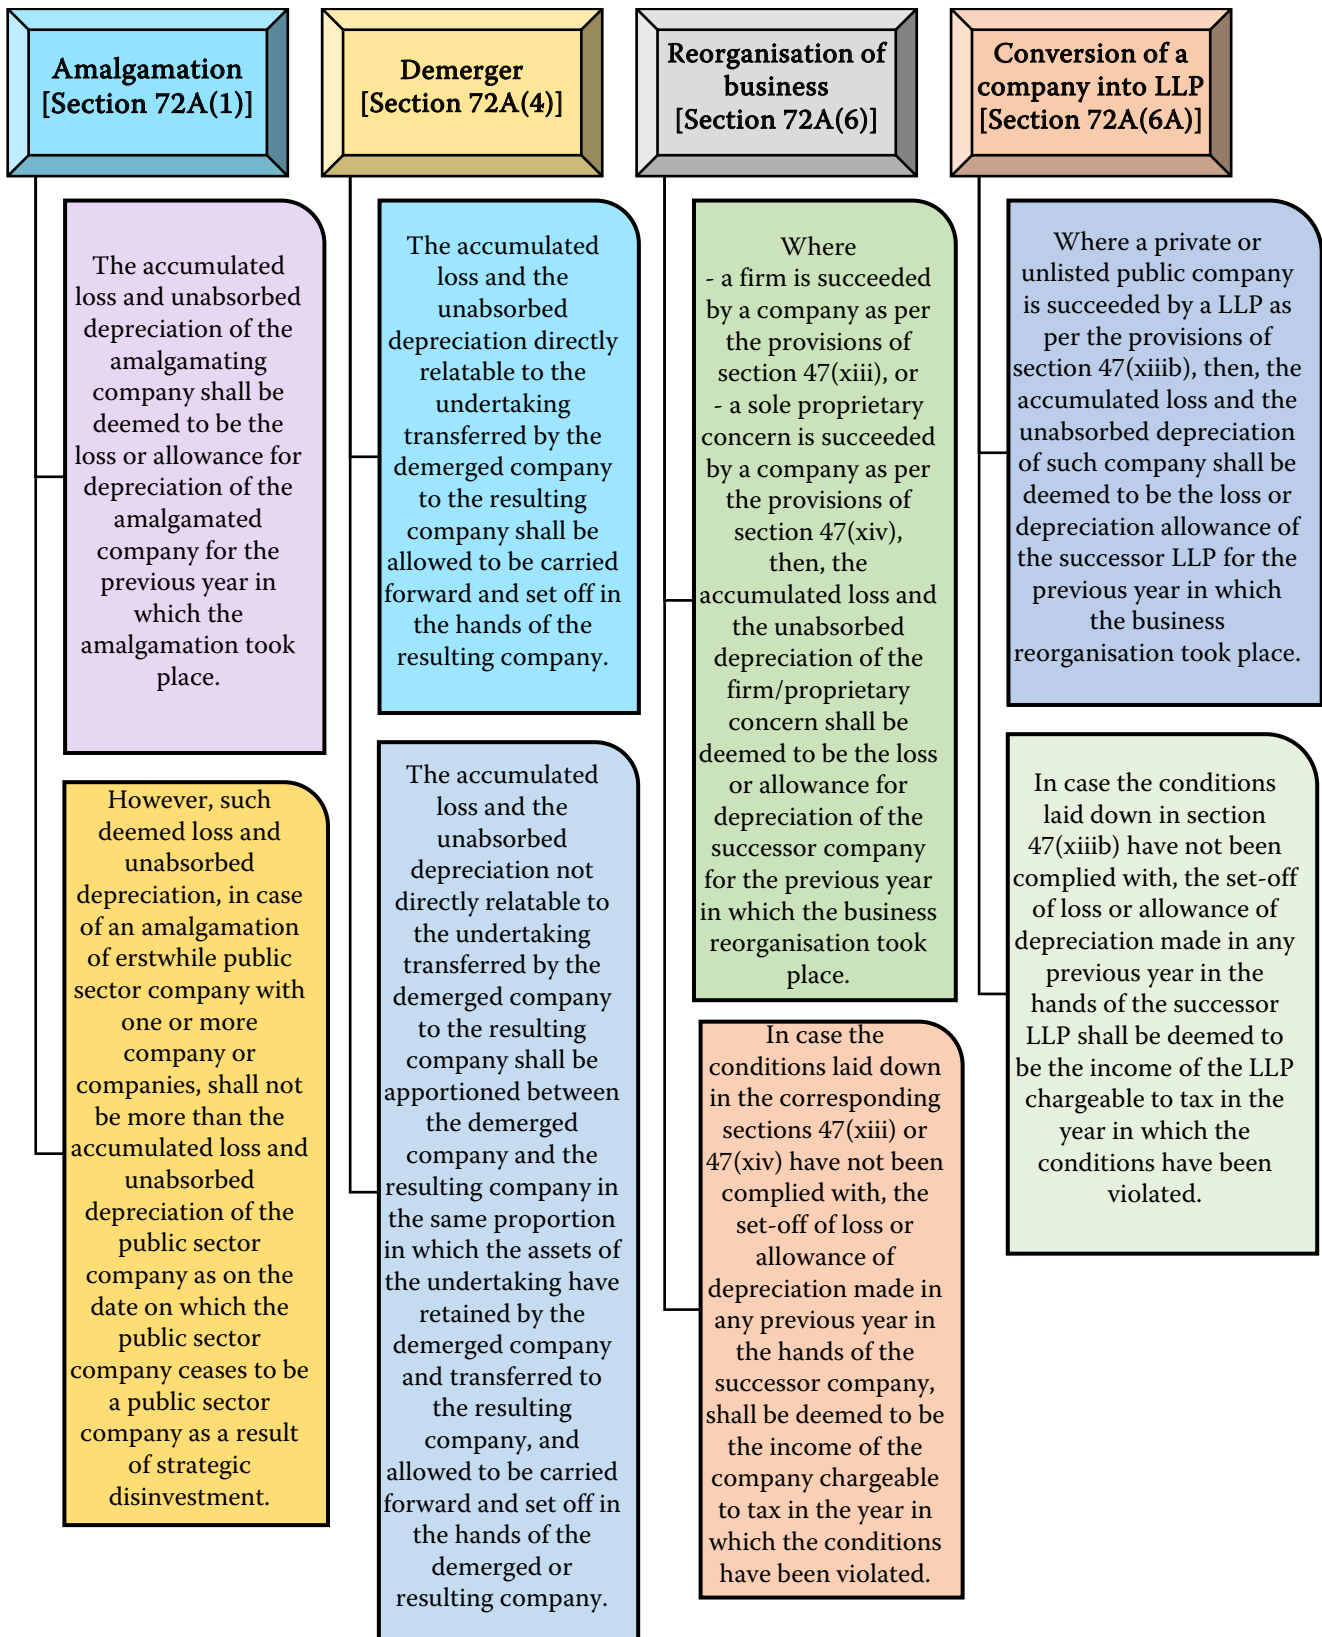 Amalgamation
[Section 72A(1)]
The accumulated
loss and unabsorbed
depreciation of the
amalgamating
company shall be
deemed to be the
loss or allowance for
depreciation of the
amalgamated
company for the
previous year in
which the
amalgamation took
place.
However, such
deemed loss and
unabsorbed
depreciation, in case
of an amalgamation
of erstwhile public
sector company with
one or more
company or
companies, shall not
be more than the
accumulated loss and
unabsorbed
depreciation of the
public sector
company as on the
date on which the
public sector
company ceases to be
a public sector
company as a result
of strategic
disinvestment.
Demerger
[Section 72A(4)]
The accumulated
loss and the
unabsorbed
depreciation directly
relatable to the
undertaking
transferred by the
demerged company
to the resulting
company shall be
allowed to be carried
forward and set off in
the hands of the
resulting company.
The accumulated
loss and the
unabsorbed
depreciation not
directly relatable to
the undertaking
transferred by the
demerged company
to the resulting
company shall be
apportioned between
the demerged
company and the
resulting company in
the same proportion
in which the assets of
the undertaking have
retained by the
demerged company
and transferred to
the resulting
company, and
allowed to be carried
forward and set off in
the hands of the
demerged or
resulting company.
Reorganisation of
business
[Section 72A(6)]
Where
- a firm is succeeded
by a company as per
the provisions of
section 47(xiii), or
- a sole proprietary
concern is succeeded
by a company as per
the provisions of
section 47(xiv),
then, the
accumulated loss and
the unabsorbed
depreciation of the
firm/proprietary
concern shall be
deemed to be the loss
or allowance for
depreciation of the
successor company
for the previous year
in which the business
reorganisation took
place.
In case the
conditions laid down
in the corresponding
sections 47(xiii) or
47(xiv) have not been
complied with, the
set-off of loss or
allowance of
depreciation made in
any previous year in
the hands of the
successor company,
shall be deemed to be
the income of the
company chargeable
to tax in the year in
which the conditions
have been violated.
Conversion of a
company into LLP
[Section 72A(6A)]
Where a private or
unlisted public company
is succeeded by a LLP as
per the provisions of
section 47(xiiib), then, the
accumulated loss and the
unabsorbed depreciation
of such company shall be
deemed to be the loss or
depreciation allowance of
the successor LLP for the
previous year in which
the business
reorganisation took place.
In case the conditions
laid down in section
47(xiiib) have not been
complied with, the set-off
of loss or allowance of
depreciation made in any
previous year in the
hands of the successor
LLP shall be deemed to
be the income of the LLP
chargeable to tax in the
year in which the
conditions have been
violated.